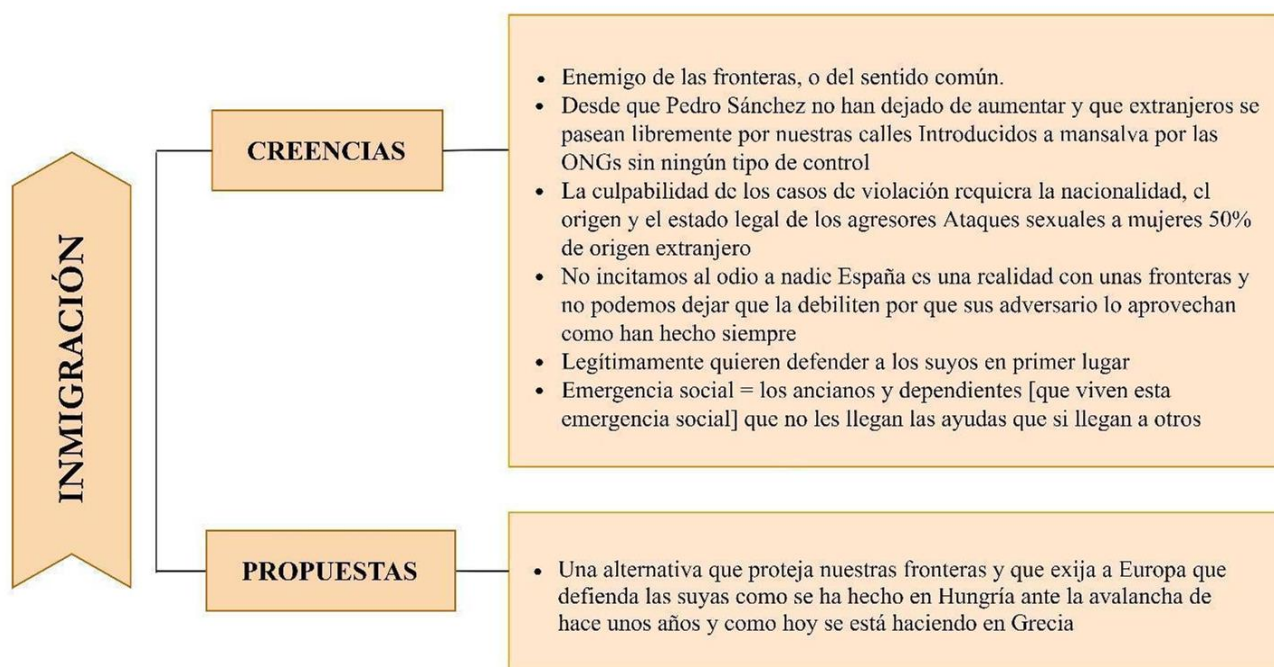 INMIGRACIÓN
CREENCIAS
• Enemigo de las fronteras, o del sentido común.
• Desde que Pedro Sánchez no han dejado de aumentar y que extranjeros se
pasean libremente por nuestras calles Introducidos a mansalva por las
ONGs sin ningún tipo de control
• La culpabilidad de los casos de violación requiera la nacionalidad, el
origen y el estado legal de los agresores Ataques sexuales a mujeres 50%
de origen extranjero
• No incitamos al odio a nadie España es una realidad con unas fronteras y
no podemos dejar que la debiliten por que sus adversario lo aprovechan
como han hecho siempre
• Legítimamente quieren defender a los suyos en primer lugar
• Emergencia social = los ancianos y dependientes [que viven esta
emergencia social] que no les llegan las ayudas que si llegan a otros
PROPUESTAS
• Una alternativa que proteja nuestras fronteras y que exija a Europa que
defienda las suyas como se ha hecho en Hungría ante la avalancha de
hace unos años y como hoy se está haciendo en Grecia